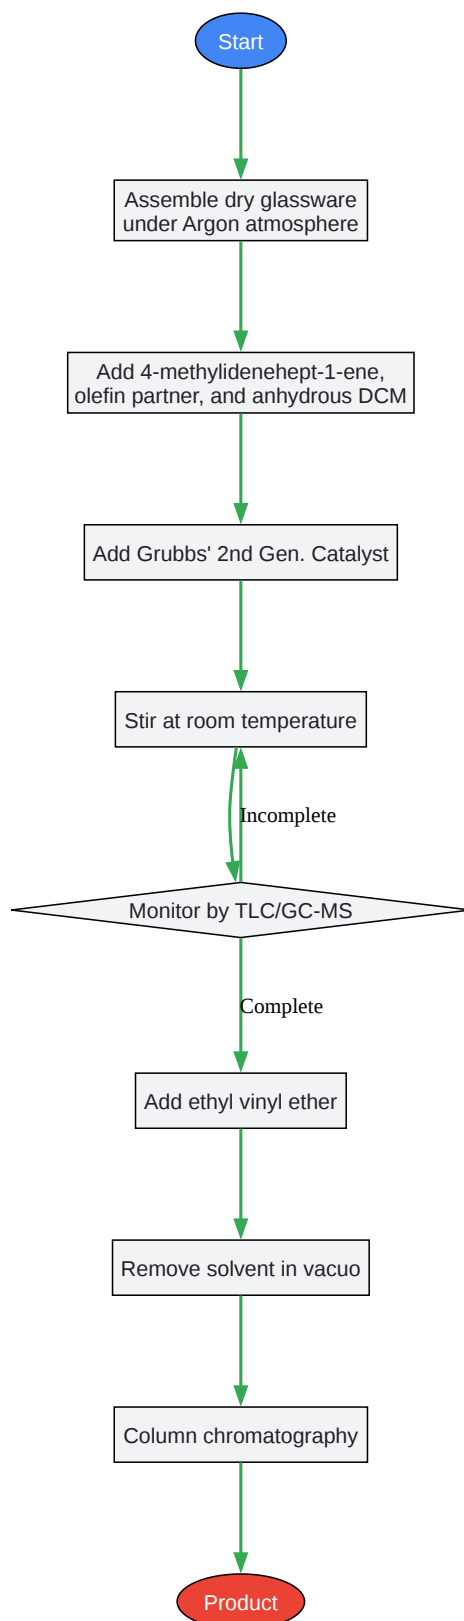 Start
Assemble dry glassware
under Argon atmosphere
Add 4-methylidenehept-1-ene,
olefin partner, and anhydrous DCM
Add Grubbs' 2nd Gen. Catalyst
Stir at room temperature
Incomplete
Monitor by TLC/GC-MS
Complete
Add ethyl vinyl ether
Remove solvent in vacuo
Column chromatography
Product